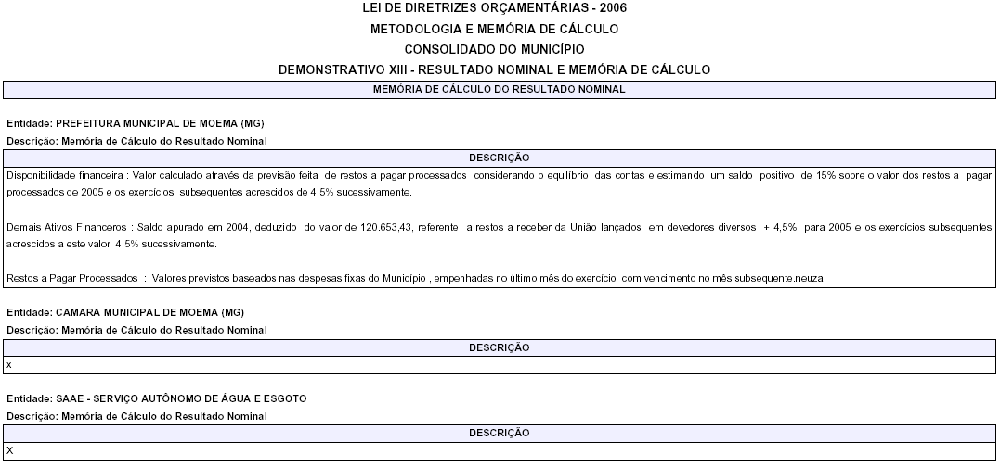 LEI DE DIRETRIZES ORÇAMENTÁRIAS - 2006
METODOLOGIA E MEMÓRIA DE CÁLCULO
CONSOLIDADO DO MUNICÍPIO
DEMONSTRATIVO XIII - RESULTADO NOMINAL E MEMÓRIA DE CÁLCULO
MEMÓRIA DE CÁLCULO DO RESULTADO NOMINAL
Entidade: PREFEITURA MUNICIPAL DE MOEMA (MG)
Descrição: Memória de Cálculo do Resultado Nominal
DESCRIÇÃO
Disponibilidade financeira : Valor calculado através da previsão feita de restos a pagar processados considerando o equilíbrio das contas e estimando um saldo positivo de 15% sobre o valor dos restos a pagar
processados de 2005 e os exercícios subsequentes acrescidos de 4,5% sucessivamente.
Demais Ativos Financeros : Saldo apurado em 2004, deduzido do valor de 120.653,43, referente a restos a receber da União lançados em devedores diversos + 4,5% para 2005 e os exercícios subsequentes
acrescidos a este valor 4,5% sucessivamente.
Restos a Pagar Processados : Valores previstos baseados nas despesas fixas do Município , empenhadas no último mês do exercício com vencimento no mês subsequente.neuza
Entidade: CAMARA MUNICIPAL DE MOEMA (MG)
Descrição: Memória de Cálculo do Resultado Nominal
DESCRIÇÃO
x
Entidade: SAAE - SERVIÇO AUTÔNOMO DE ÁGUA E ESGOTO
Descrição: Memória de Cálculo do Resultado Nominal
DESCRIÇÃO
X